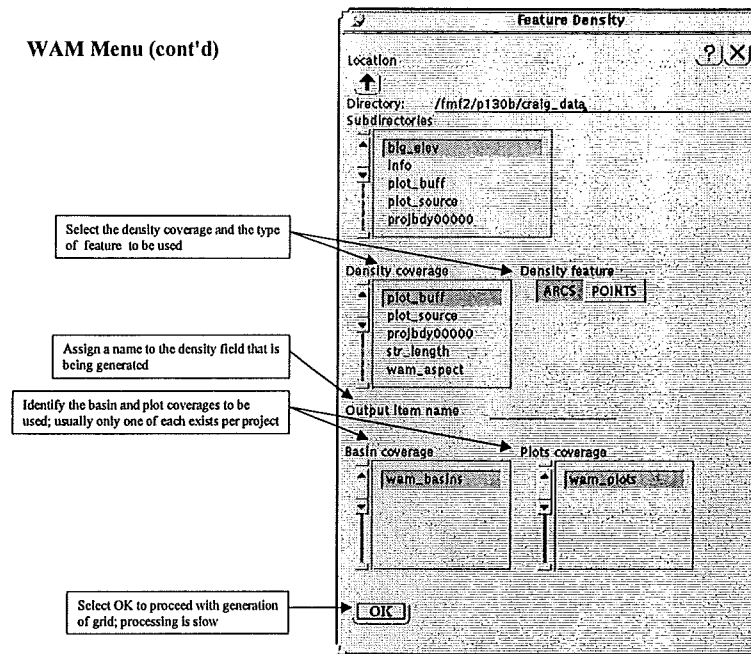 WAM Menu (cont'd)
Feature Density
?
X
Location
Directory: /fmf2/p130b/craig_data
Subdirectories
big_elev
info
plot_buff
plot_source
projbdy00000
Select the density coverage and the type
of feature to be used
Density coverage
Density feature
plot_buff
plot_source
projbdy00000
str_length
wam_aspect
ARCS POINTS
Assign a name to the density field that is
being generated
Output item name
Identify the basin and plot coverages to be
used; usually only one of each exists per project
Basin coverage
Plots coverage
wam_basins
wam_plots
Select OK to proceed with generation
of grid; processing is slow
OK